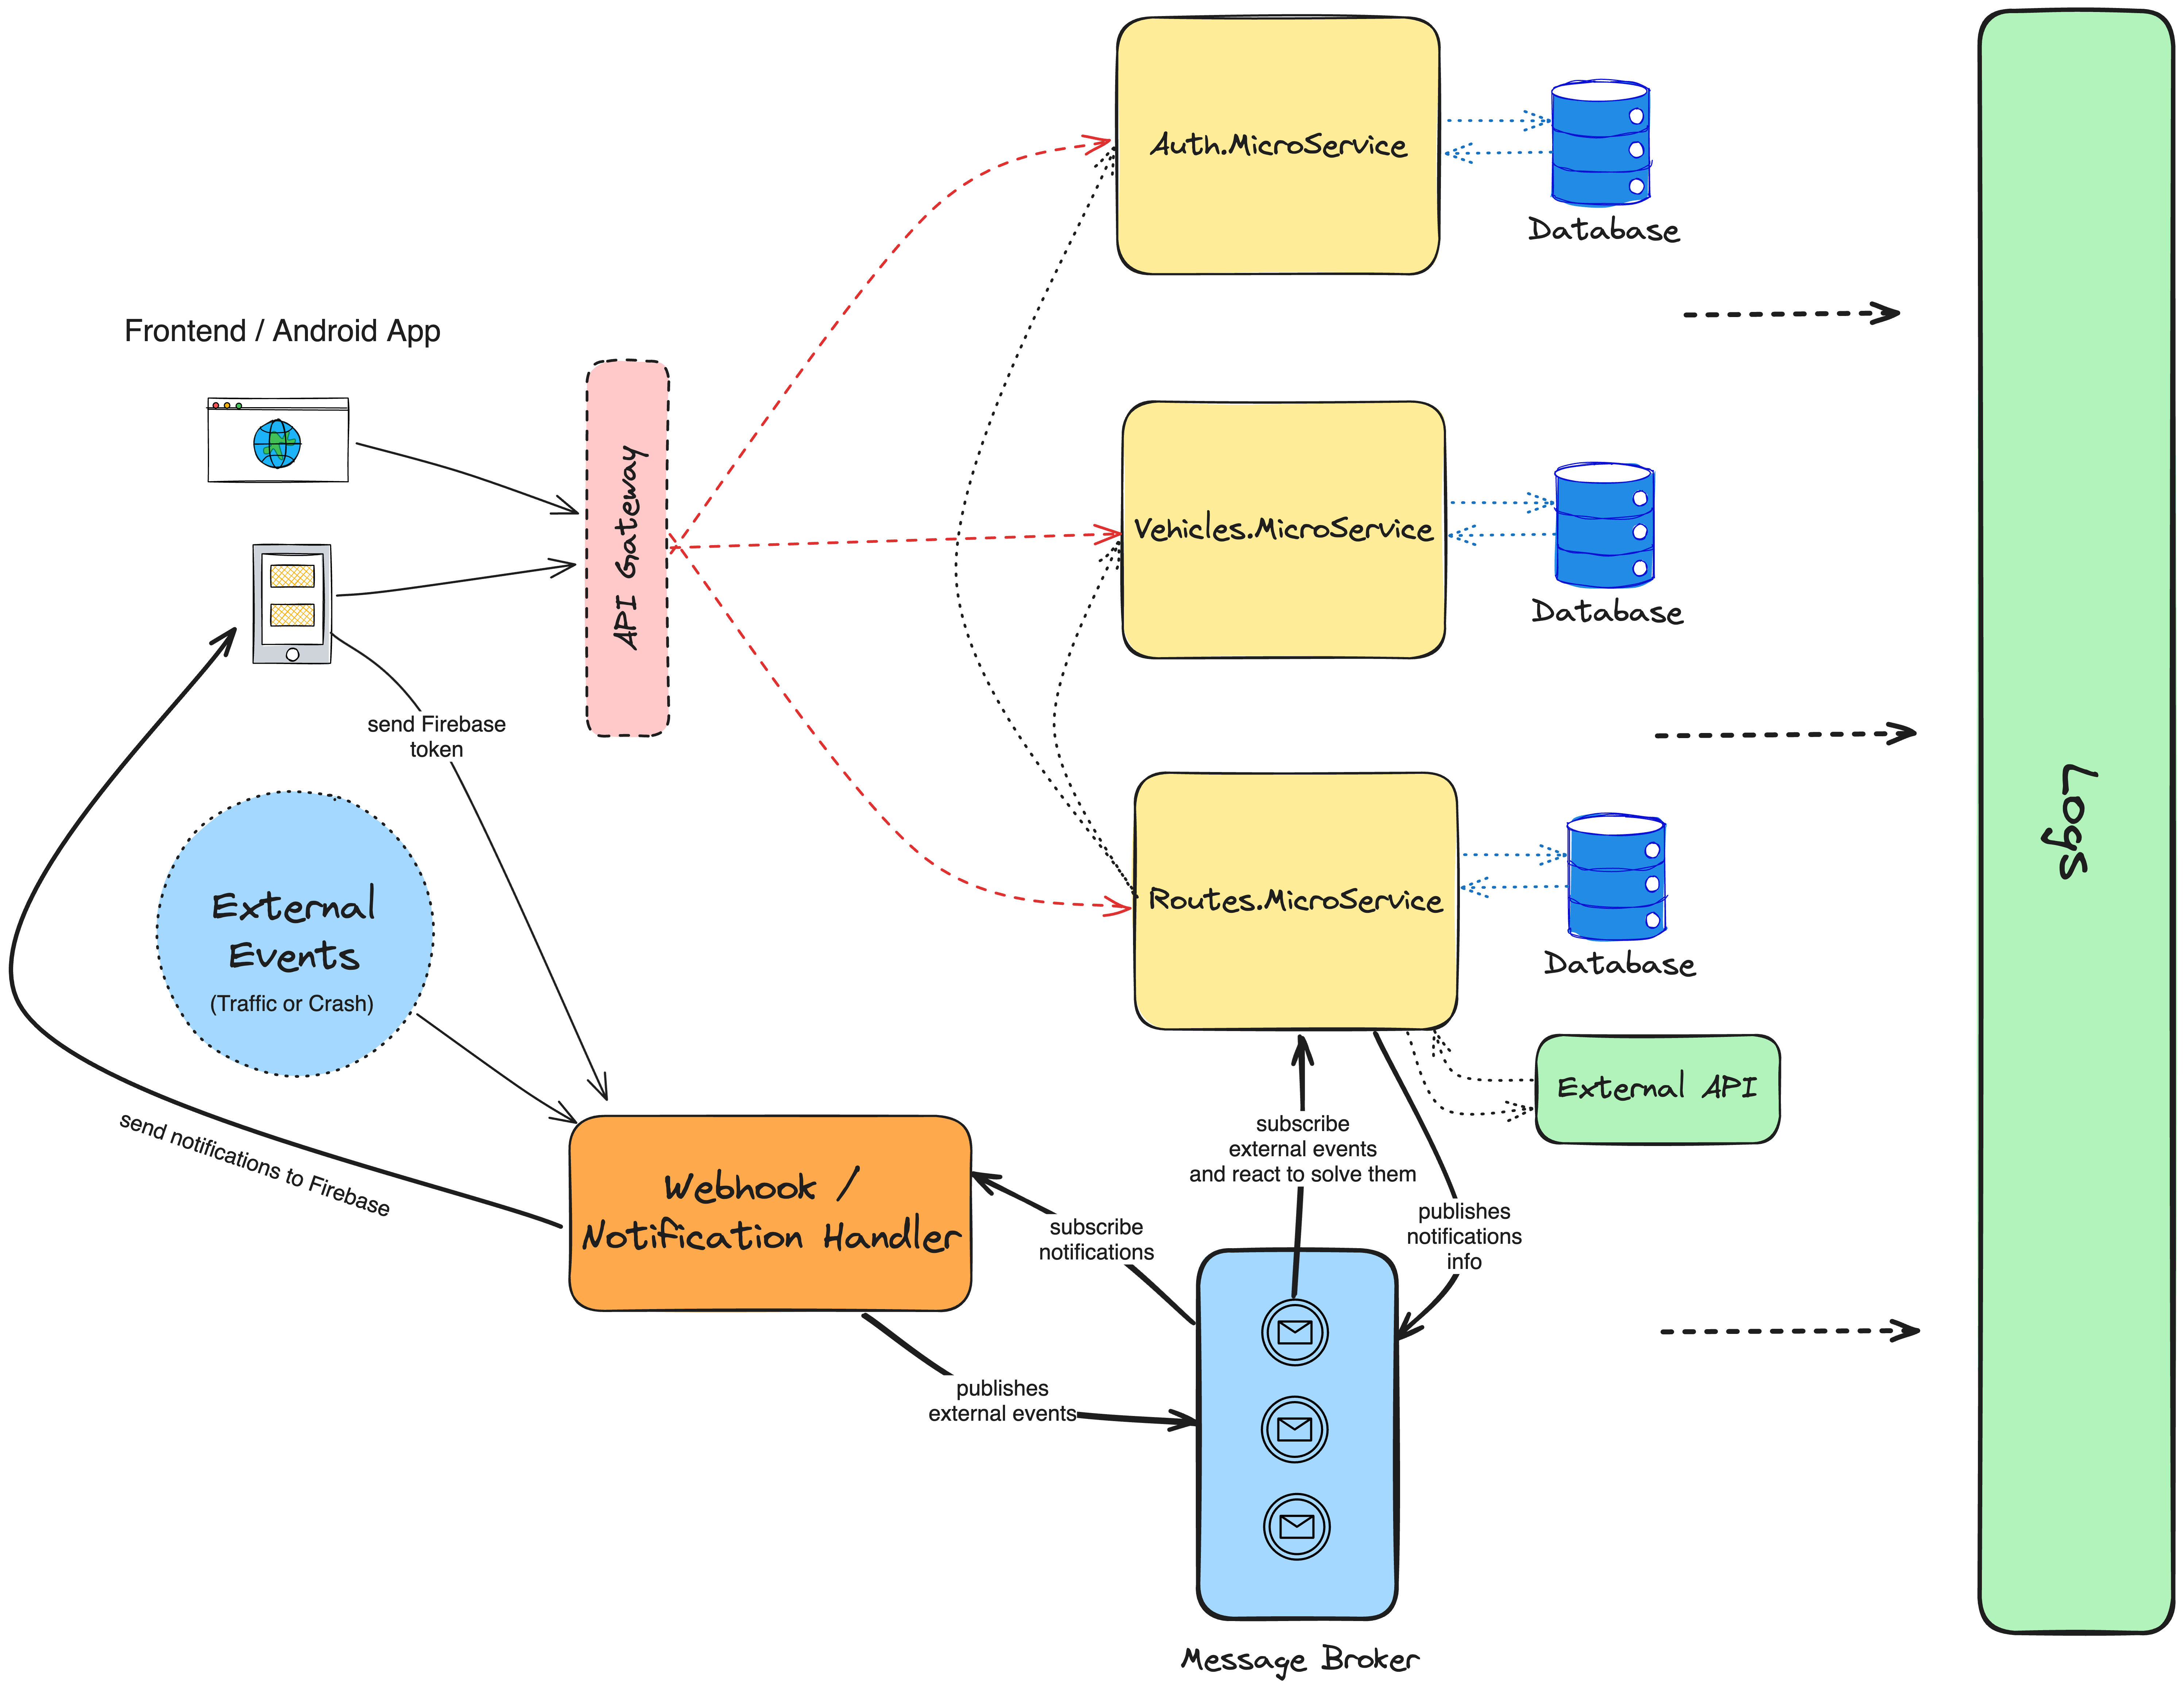 Auth.MicroService
Database
Frontend / Android App
API Gateway
Vehicles.MicroService
Database
send Firebase
token
Logs
External
Events
(Traffic or Crash)
Routes.MicroService
Database
External API
send notifications to Firebase
subscribe
external events
and react to solve them
Webhook /
Notification Handler
subscribe
notifications
publishes
notifications
info
publishes
external events
Message Broker